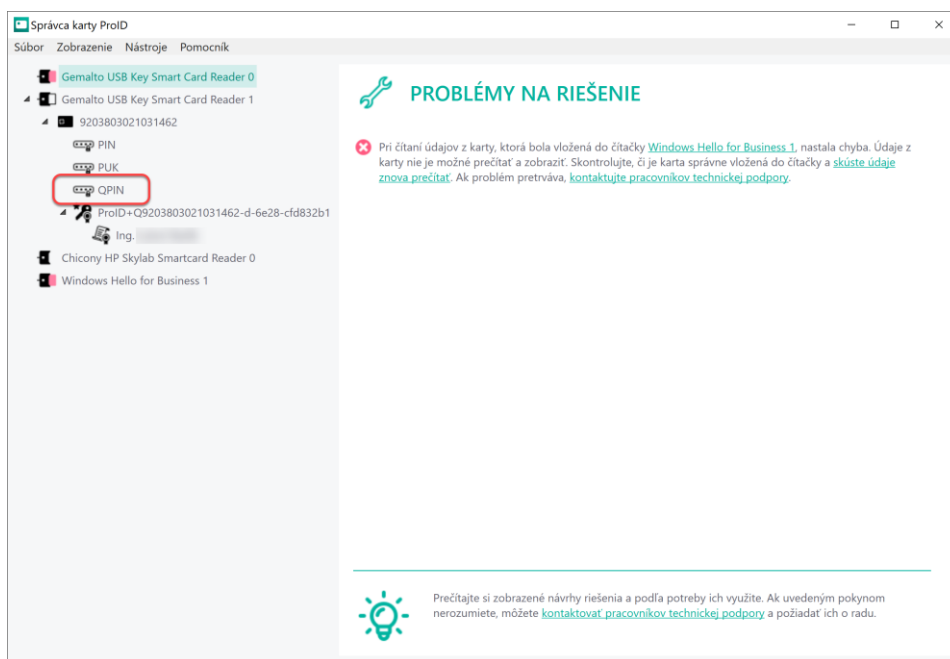 Správca karty ProID
Súbor Zobrazenie Nástroje Pomocník
Gemalto USB Key Smart Card Reader 0
Gemalto USB Key Smart Card Reader 1
9203803021031462
PIN
PUK
QPIN
ProID+Q9203803021031462-d-6e28-cfd832b1
Ing.
Chicony HP Skylab Smartcard Reader 0
Windows Hello for Business 1
PROBLÉMY NA RIEŠENIE
Pri čítaní údajov z karty, ktorá bola vložená do čítačky Windows Hello for Business 1, nastala chyba. Údaje z
karty nie je možné prečítať a zobraziť. Skontrolujte, či je karta správne vložená do čítačky a skúste údaje
znova prečítať. Ak problém pretrváva, kontaktujte pracovníkov technickej podpory.
Prečítajte si zobrazené návrhy riešenia a podľa potreby ich využite. Ak uvedeným pokynom
nerozumiete, môžete kontaktovať pracovníkov technickej podpory a požiadať ich o radu.